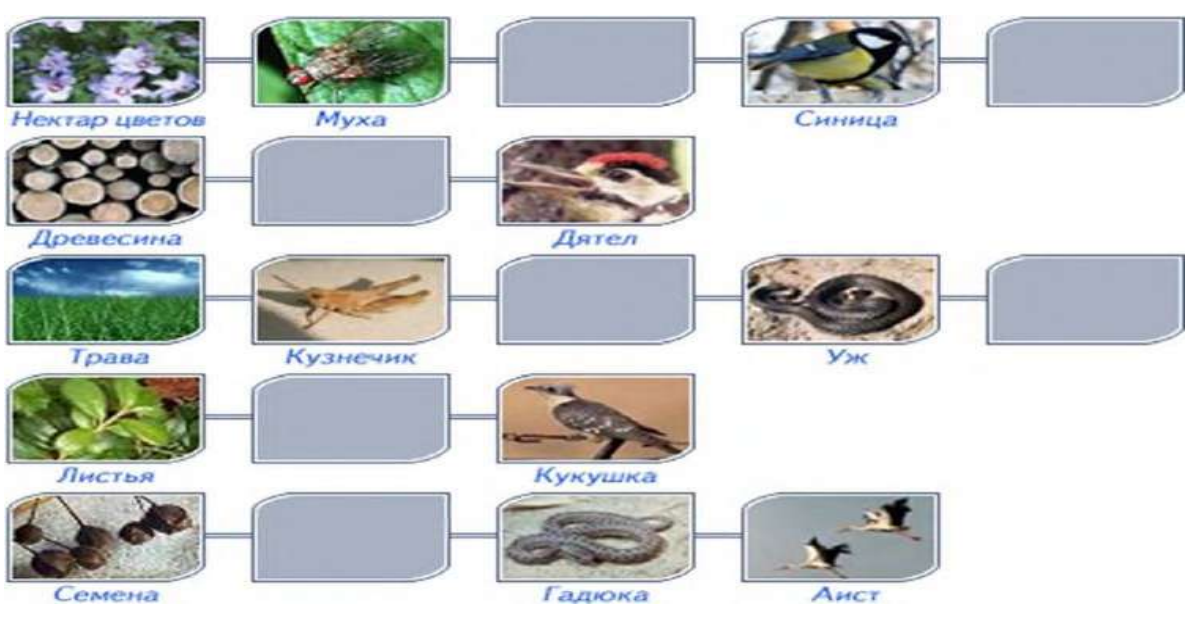 Нектар цветов Муха Синица
Древесина Дятел
Трава Кузнечик Уж
Листья Кукушка
Семена Гадюка Аист